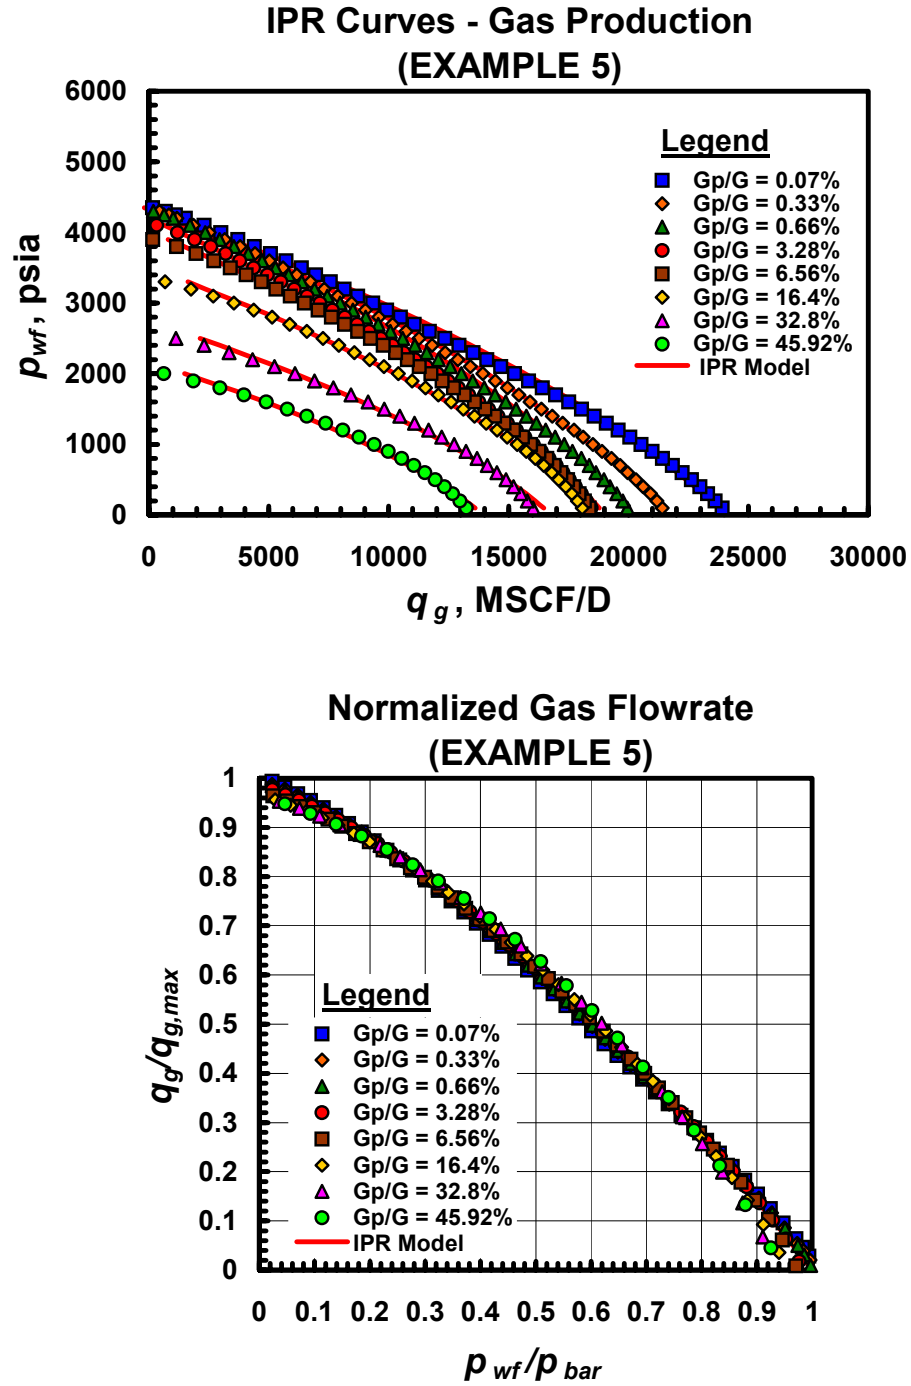 IPR Curves - Gas Production
(EXAMPLE 5)
6000
5000
4000
3000
2000
1000
0
p_wf, psia
Legend
Gp/G = 0.07%
Gp/G = 0.33%
Gp/G = 0.66%
Gp/G = 3.28%
Gp/G = 6.56%
Gp/G = 16.4%
Gp/G = 32.8%
Gp/G = 45.92%
IPR Model
0 5000 10000 15000 20000 25000 30000
q_g, MSCF/D
Normalized Gas Flowrate
(EXAMPLE 5)
1
0.9
0.8
0.7
0.6
0.5
0.4
0.3
0.2
0.1
0
q_g/q_g,max
Legend
Gp/G = 0.07%
Gp/G = 0.33%
Gp/G = 0.66%
Gp/G = 3.28%
Gp/G = 6.56%
Gp/G = 16.4%
Gp/G = 32.8%
Gp/G = 45.92%
IPR Model
0 0.1 0.2 0.3 0.4 0.5 0.6 0.7 0.8 0.9 1
p_wf/p_bar